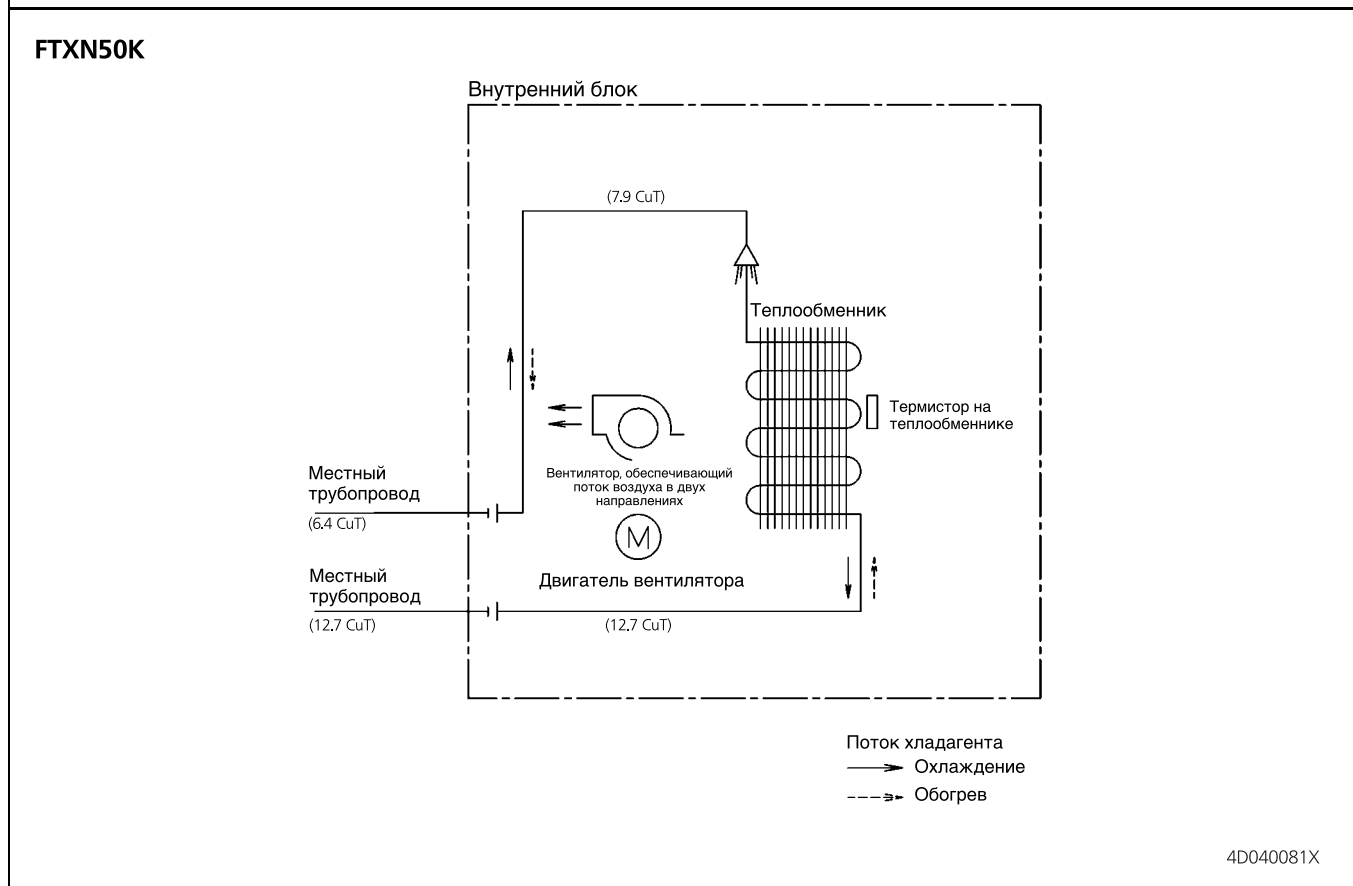 FTXN50K
Внутренний блок
(7.9 CuT)
Теплообменник
Термистор на
теплообменнике
Вентилятор, обеспечивающий
поток воздуха в двух
направлениях
Местный
трубопровод
(6.4 CuT)
M
Двигатель вентилятора
Местный
трубопровод
(12.7 CuT)
(12.7 CuT)
Поток хладагента
Охлаждение
Обогрев
4D040081X